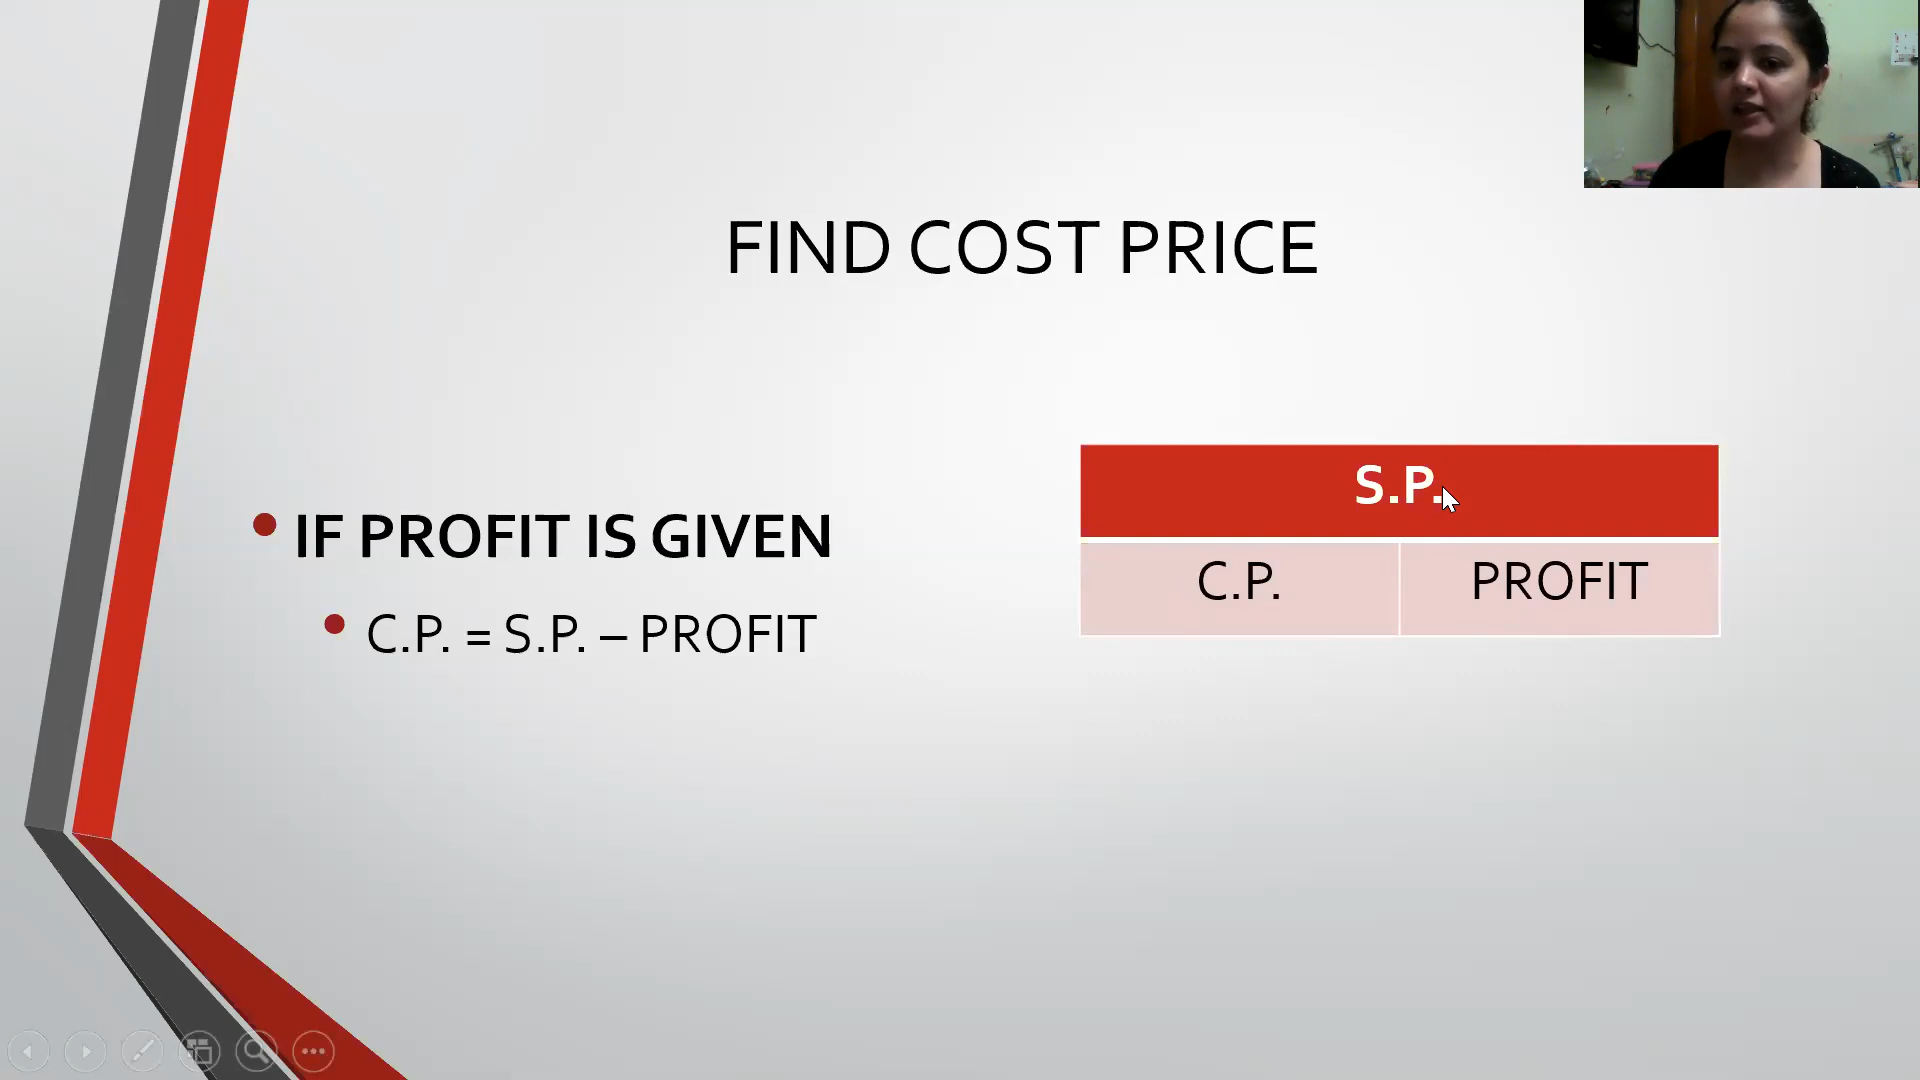 FIND COST PRICE
IF PROFIT IS GIVEN
C.P. = S.P. – PROFIT
S.P.
C.P. PROFIT